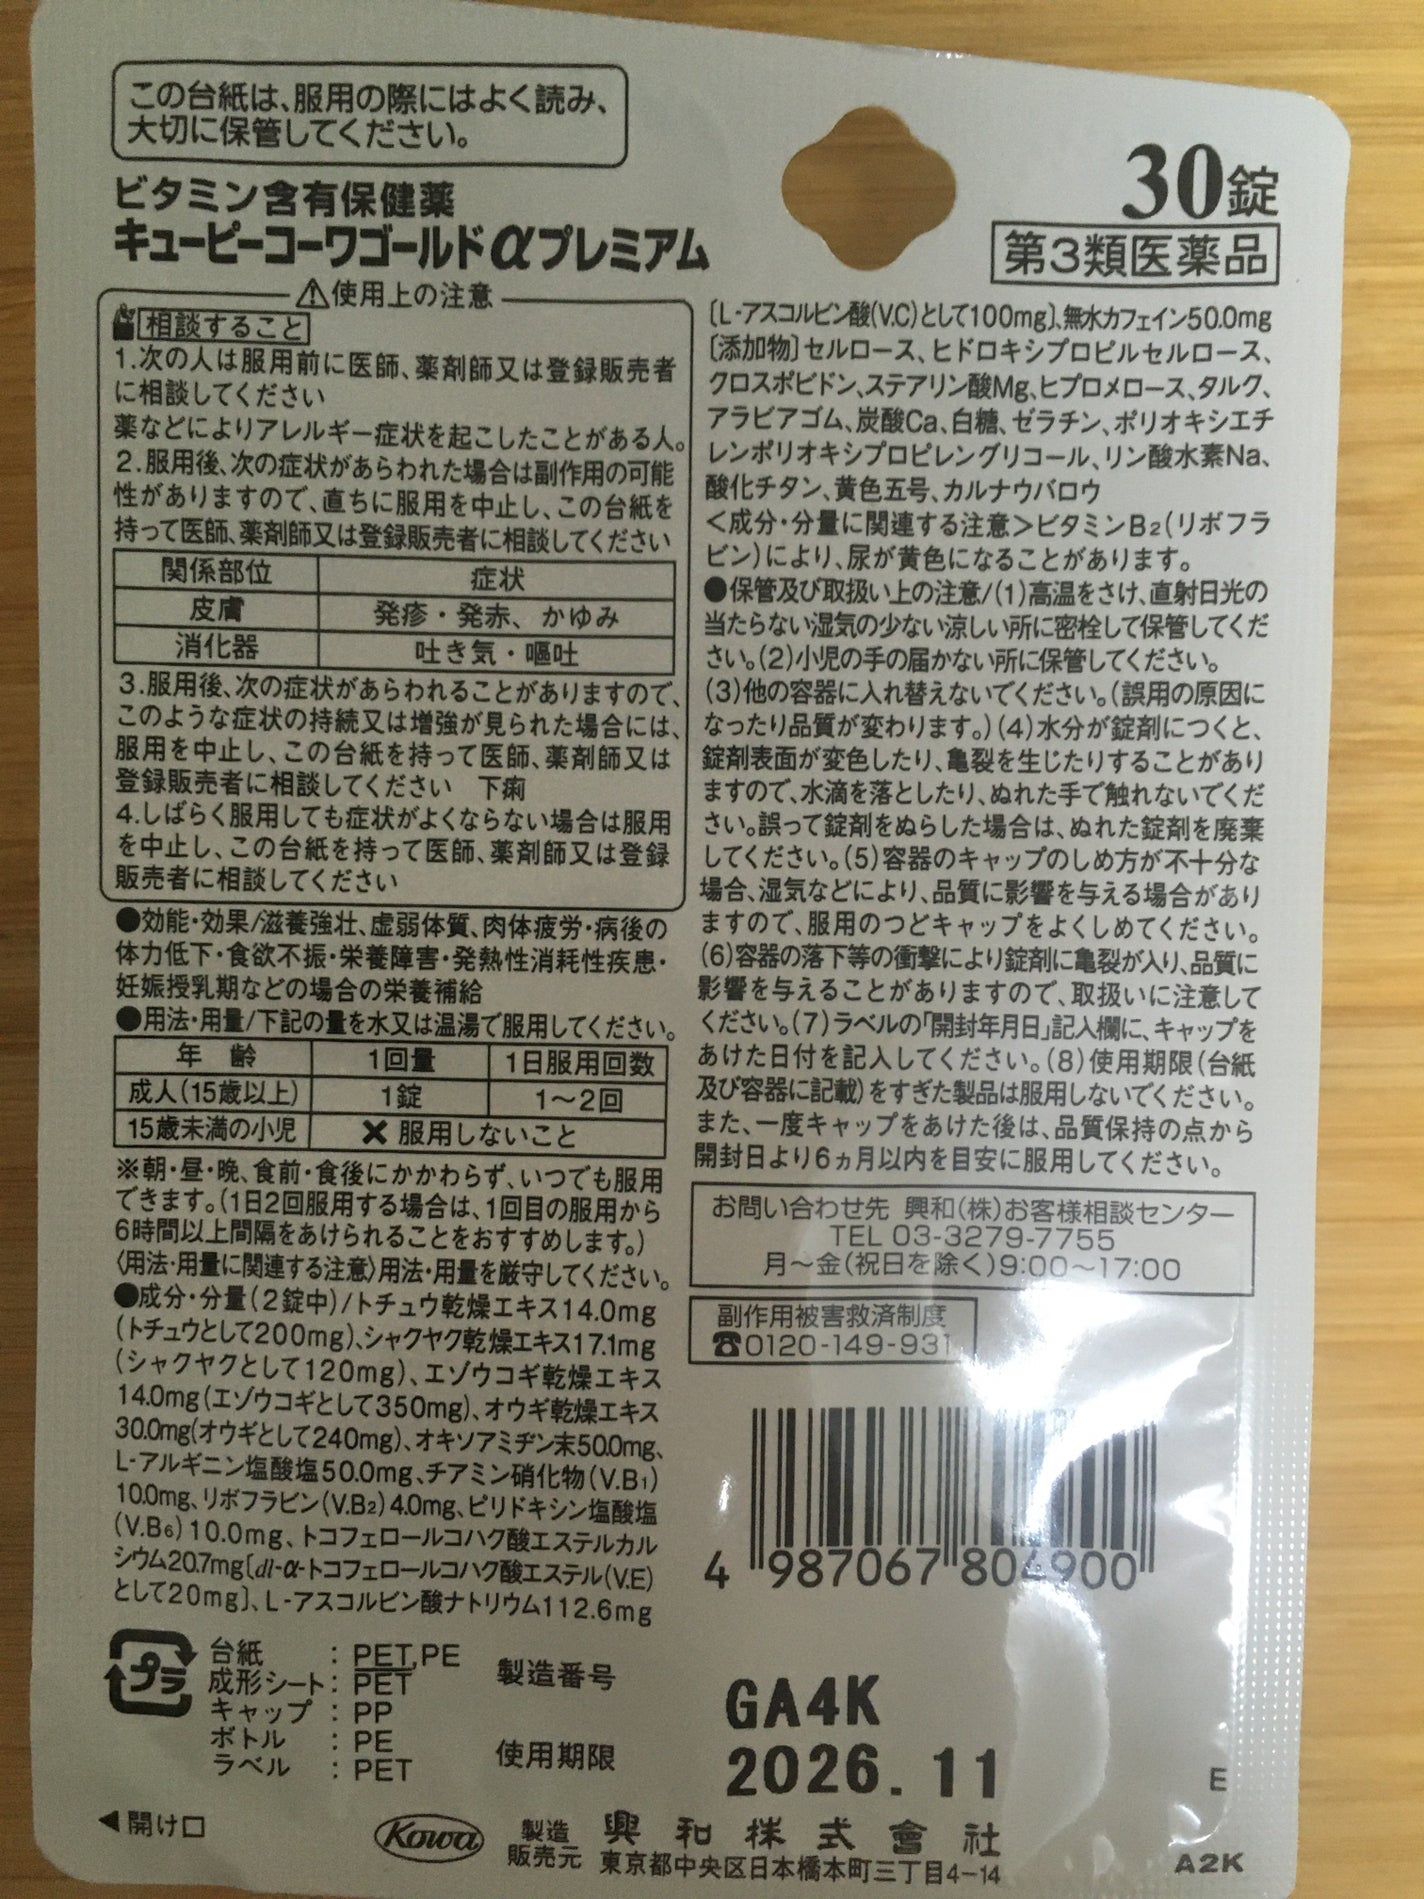 この台紙は、服用の際にはよく読み、
大切に保管してください。
ビタミン含有保健薬
キューピーコーワゴールドαプレミアム
30錠
第3類医薬品
⚠使用上の注意
相談すること
1.次の人は服用前に医師、薬剤師又は登録販売者
に相談してください
薬などによりアレルギー症状を起こしたことがある人。
2.服用後、次の症状があらわれた場合は副作用の可能
性がありますので、直ちに服用を中止し、この台紙を
持って医師、薬剤師又は登録販売者に相談してください
関係部位 症状
皮膚 発疹・発赤、かゆみ
消化器 吐き気・嘔吐
3.服用後、次の症状があらわれることがありますので、
このような症状の持続又は増強が見られた場合には、
服用を中止し、この台紙を持って医師、薬剤師又は
登録販売者に相談してください 下痢
4.しばらく服用しても症状がよくならない場合は服用
を中止し、この台紙を持って医師、薬剤師又は登録
販売者に相談してください
●効能・効果/滋養強壮、虚弱体質、肉体疲労・病後の
体力低下・食欲不振・栄養障害・発熱性消耗性疾患・
妊娠授乳期などの場合の栄養補給
●用法・用量/下記の量を水又は温湯で服用してください。
年 齢 1回量 1日服用回数
成人(15歳以上) 1錠 1〜2回
15歳未満の小児 ✕ 服用しないこと
※朝・昼・晩、食前・食後にかかわらず、いつでも服用
できます。(1日2回服用する場合は、1回目の服用から
6時間以上間隔をあけられることをおすすめします。)
〈用法・用量に関連する注意〉用法・用量を厳守してください。
●成分・分量(2錠中)/トチュウ乾燥エキス14.0mg
(トチュウとして200mg)、シャクヤク乾燥エキス17.1mg
(シャクヤクとして120mg)、エゾウコギ乾燥エキス
14.0mg(エゾウコギとして350mg)、オウギ乾燥エキス
30.0mg(オウギとして240mg)、オキソアミヂン末50.0mg、
L-アルギニン塩酸塩50.0mg、チアミン硝化物(V.B1)
10.0mg、リボフラビン(V.B2)4.0mg、ピリドキシン塩酸塩
(V.B6)10.0mg、トコフェロールコハク酸エステルカル
シウム20.7mg〔dl-α-トコフェロールコハク酸エステル(V.E)
として20mg〕、L-アスコルビン酸ナトリウム112.6mg
〔L-アスコルビン酸(V.C)として100mg〕、無水カフェイン50.0mg
〔添加物〕セルロース、ヒドロキシプロピルセルロース、
クロスポビドン、ステアリン酸Mg、ヒプロメロース、タルク、
アラビアゴム、炭酸Ca、白糖、ゼラチン、ポリオキシエチ
レンポリオキシプロピレングリコール、リン酸水素Na、
酸化チタン、黄色五号、カルナウバロウ
＜成分・分量に関連する注意＞ビタミンB2(リボフラ
ビン)により、尿が黄色になることがあります。
●保管及び取扱い上の注意/(1)高温をさけ、直射日光の
当たらない湿気の少ない涼しい所に密栓して保管してくだ
さい。(2)小児の手の届かない所に保管してください。
(3)他の容器に入れ替えないでください。(誤用の原因に
なったり品質が変わります。)(4)水分が錠剤につくと、
錠剤表面が変色したり、亀裂を生じたりすることがあり
ますので、水滴を落としたり、ぬれた手で触れないでくだ
さい。誤って錠剤をぬらした場合は、ぬれた錠剤を廃棄
してください。(5)容器のキャップのしめ方が不十分な
場合、湿気などにより、品質に影響を与える場合があり
ますので、服用のつどキャップをよくしめてください。
(6)容器の落下等の衝撃により錠剤に亀裂が入り、品質に
影響を与えることがありますので、取扱いに注意して
ください。(7)ラベルの「開封年月日」記入欄に、キャップを
あけた日付を記入してください。(8)使用期限(台紙
及び容器に記載)をすぎた製品は服用しないでください。
また、一度キャップをあけた後は、品質保持の点から
開封日より6ヵ月以内を目安に服用してください。
お問い合わせ先 興和(株)お客様相談センター
TEL 03-3279-7755
月〜金(祝日を除く)9:00〜17:00
副作用被害救済制度
☎0120-149-931
4 987067 804900
プラ
台紙 : PET,PE
成形シート : PET
キャップ : PP
ボトル : PE
ラベル : PET
製造番号 GA4K
使用期限 2026.11
E
◀開け口
Kowa
製造販売元 興和株式會社
東京都中央区日本橋本町三丁目4-14
A2K